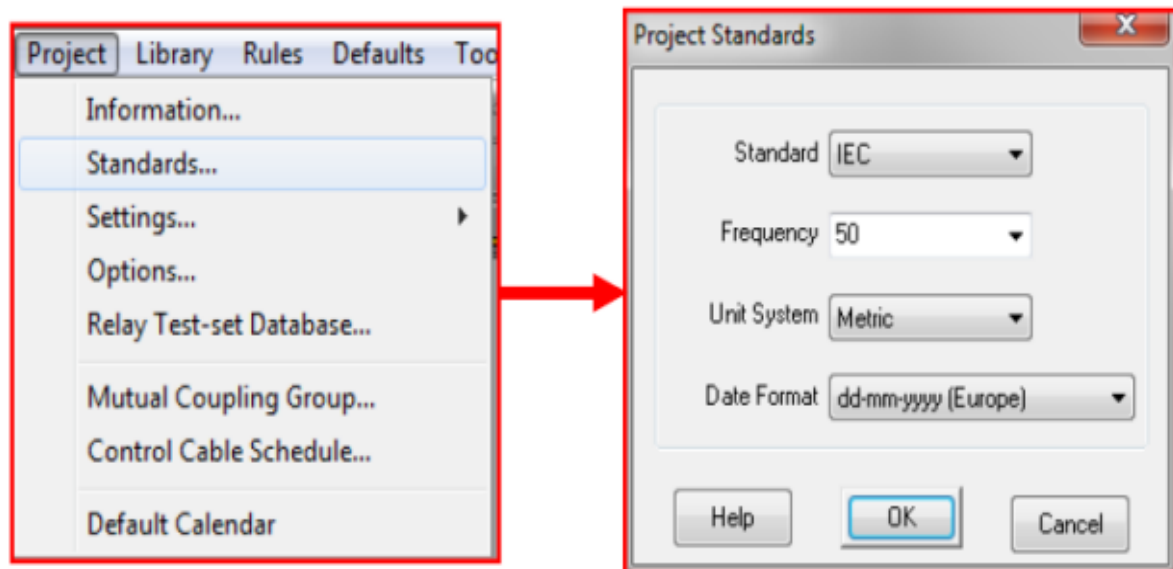 Project Library Rules Defaults Too
Information...
Standards...
Settings...
Options...
Relay Test-set Database...
Mutual Coupling Group...
Control Cable Schedule...
Default Calendar
Project Standards
Standard IEC
Frequency 50
Unit System Metric
Date Format dd-mm-yyyy (Europe)
Help OK Cancel